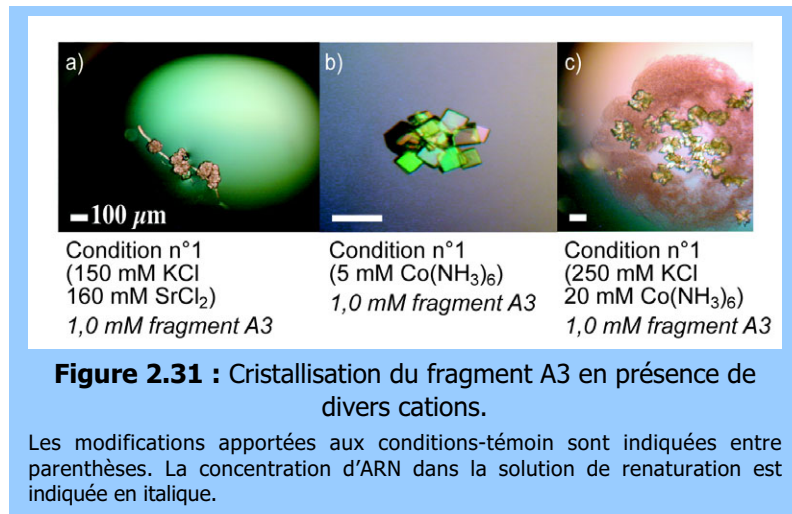 a)
b)
c)
100 µm
Condition n°1
(150 mM KCl
160 mM SrCl₂)
1,0 mM fragment A3
Condition n°1
(5 mM Co(NH₃)₆)
1,0 mM fragment A3
Condition n°1
(250 mM KCl
20 mM Co(NH₃)₆)
1,0 mM fragment A3
Figure 2.31 : Cristallisation du fragment A3 en présence de
divers cations.
Les modifications apportées aux conditions-témoin sont indiquées entre
parenthèses. La concentration d’ARN dans la solution de renaturation est
indiquée en italique.